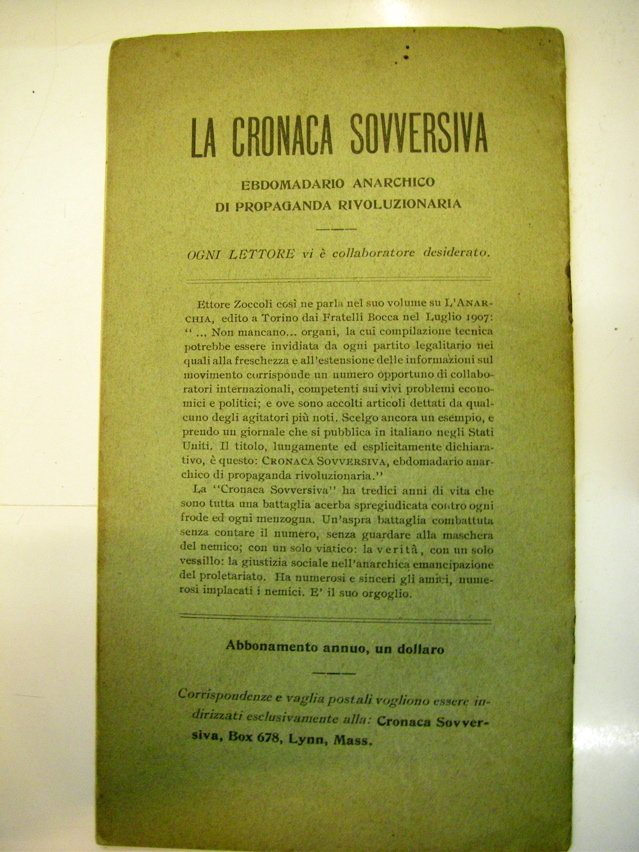 LA CRONACA SOVVERSIVA
EBDOMADARIO ANARCHICO
DI PROPAGANDA RIVOLUZIONARIA
OGNI LETTORE vi è collaboratore desiderato.
Ettore Zoccoli così ne parla nel suo volume su L'ANAR-
CHIA, edito a Torino dai Fratelli Bocca nel Luglio 1907:
" ... Non mancano... organi, la cui compilazione tecnica
potrebbe essere invidiata da ogni partito legalitario nei
quali alla freschezza e all'estensione delle informazioni sul
movimento corrisponde un numero opportuno di collabo-
ratori internazionali, competenti sui vivi problemi econo-
mici e politici; e ove sono accolti articoli dettati da qual-
cuno degli agitatori più noti. Scelgo ancora un esempio, e
prendo un giornale che si pubblica in italiano negli Stati
Uniti. Il titolo, lungamente ed esplicitamente dichiara-
tivo, è questo: CRONACA SOVVERSIVA, ebdomadario anar-
chico di propaganda rivoluzionaria."
La "Cronaca Sovversiva" ha tredici anni di vita che
sono tutta una battaglia acerba spregiudicata contro ogni
frode ed ogni menzogna. Un'aspra battaglia combattuta
senza contare il numero, senza guardare alla maschera
del nemico; con un solo viatico: la verità, con un solo
vessillo: la giustizia sociale nell'anarchica emancipazione
del proletariato. Ha numerosi e sinceri gli amici, nume-
rosi implacati i nemici. E' il suo orgoglio.
Abbonamento annuo, un dollaro
Corrispondenze e vaglia postali vogliono essere in-
dirizzati esclusivamente alla: Cronaca Sovver-
siva, Box 678, Lynn, Mass.